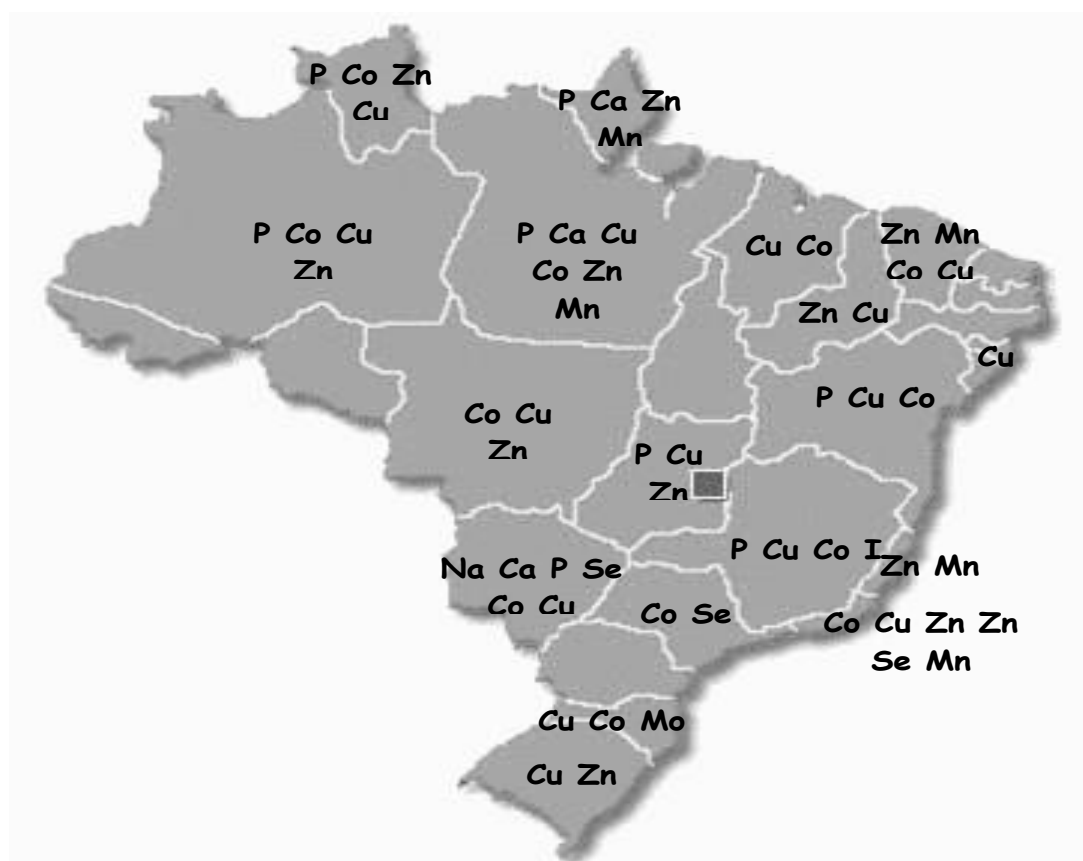 P Co Zn
Cu
P Ca Zn
Mn
P Co Cu
Zn
P Ca Cu
Co Zn
Mn
Cu Co
Zn Mn
Co Cu
Zn Cu
Cu
P Cu Co
Co Cu
Zn
P Cu
Zn
P Cu Co I
Zn Mn
Na Ca P Se
Co Cu
Co Se
Co Cu Zn Zn
Se Mn
Cu Co Mo
Cu Zn